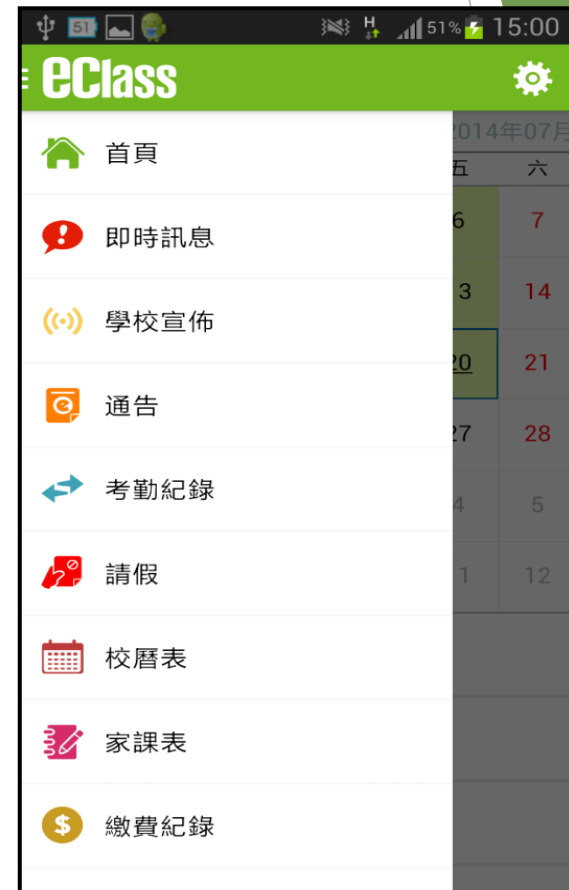 51 H 51% 15:00
eClass
2014年07月
首頁
五 六
即時訊息
6 7
學校宣佈
3 14
通告
20 21
考勤紀錄
27 28
請假
4 5
校曆表
1 12
家課表
繳費紀錄
$